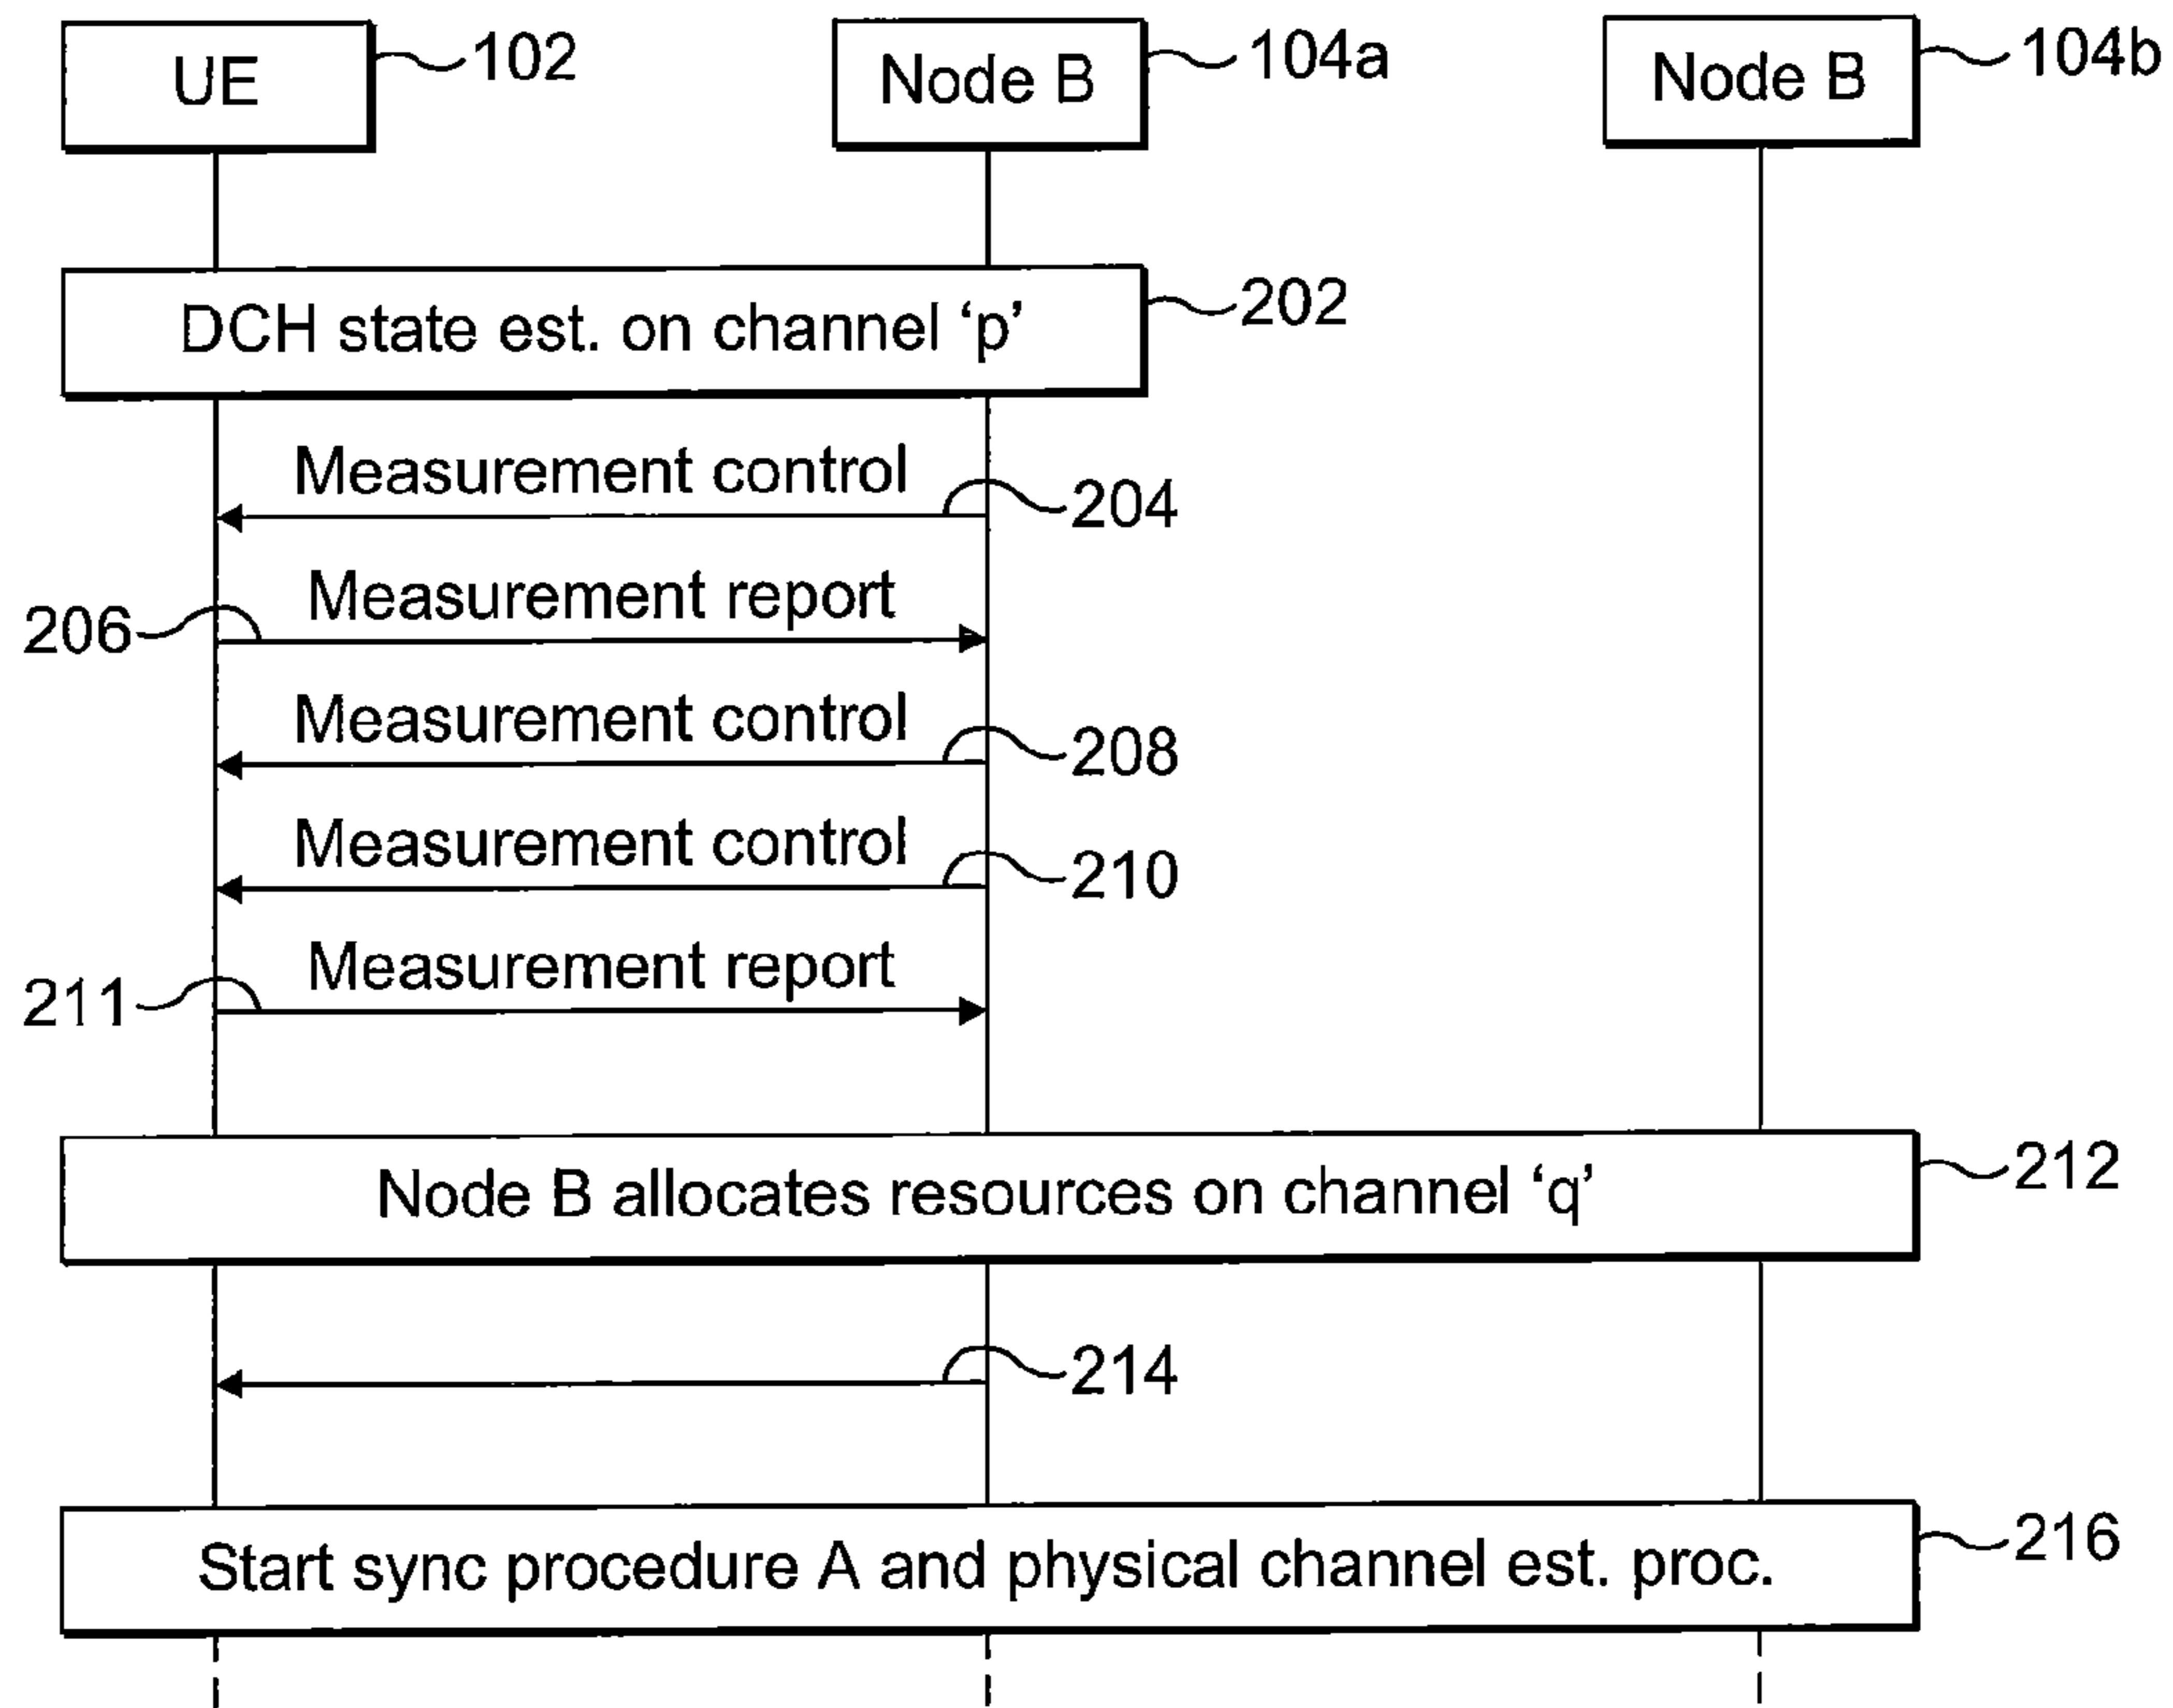 UE
102
Node B
104a
Node B
104b
DCH state est. on channel ‘p’
202
Measurement control
204
Measurement report
206
Measurement control
208
Measurement control
210
Measurement report
211
Node B allocates resources on channel ‘q’
212
214
Start sync procedure A and physical channel est. proc.
216